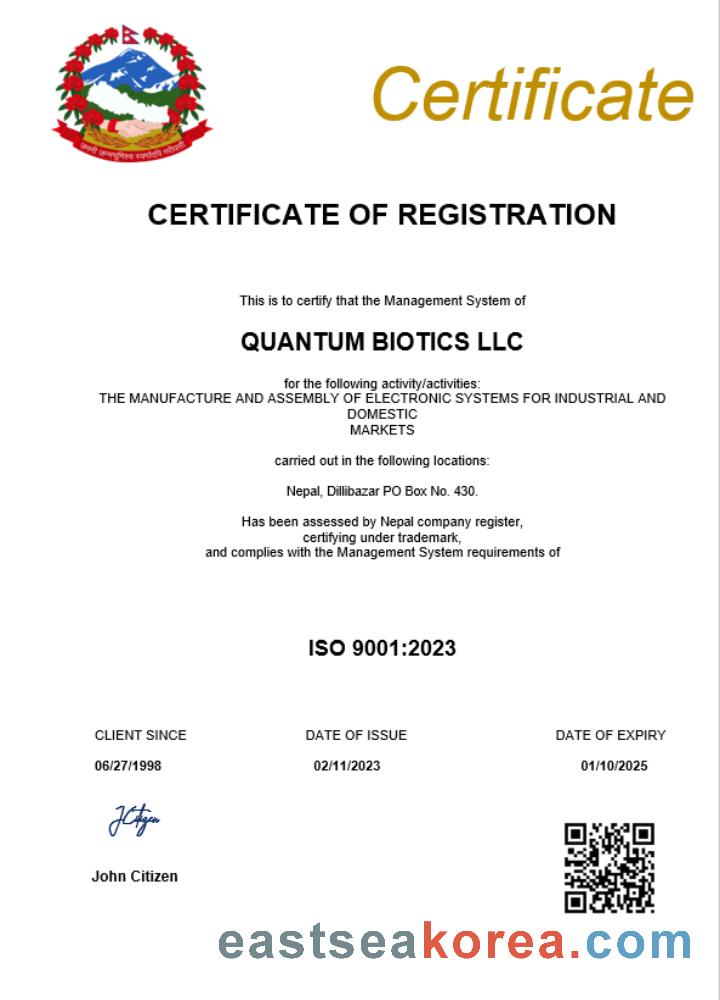 Certificate
जननी जन्मभूमिश्च स्वर्गादपि गरीयसी
CERTIFICATE OF REGISTRATION
This is to certify that the Management System of
QUANTUM BIOTICS LLC
for the following activity/activities:
THE MANUFACTURE AND ASSEMBLY OF ELECTRONIC SYSTEMS FOR INDUSTRIAL AND
DOMESTIC
MARKETS
carried out in the following locations:
Nepal, Dillibazar PO Box No. 430.
Has been assessed by Nepal company register,
certifying under trademark,
and complies with the Management System requirements of
ISO 9001:2023
CLIENT SINCE DATE OF ISSUE DATE OF EXPIRY
06/27/1998 02/11/2023 01/10/2025
JCitizen
John Citizen
eastseakorea.com